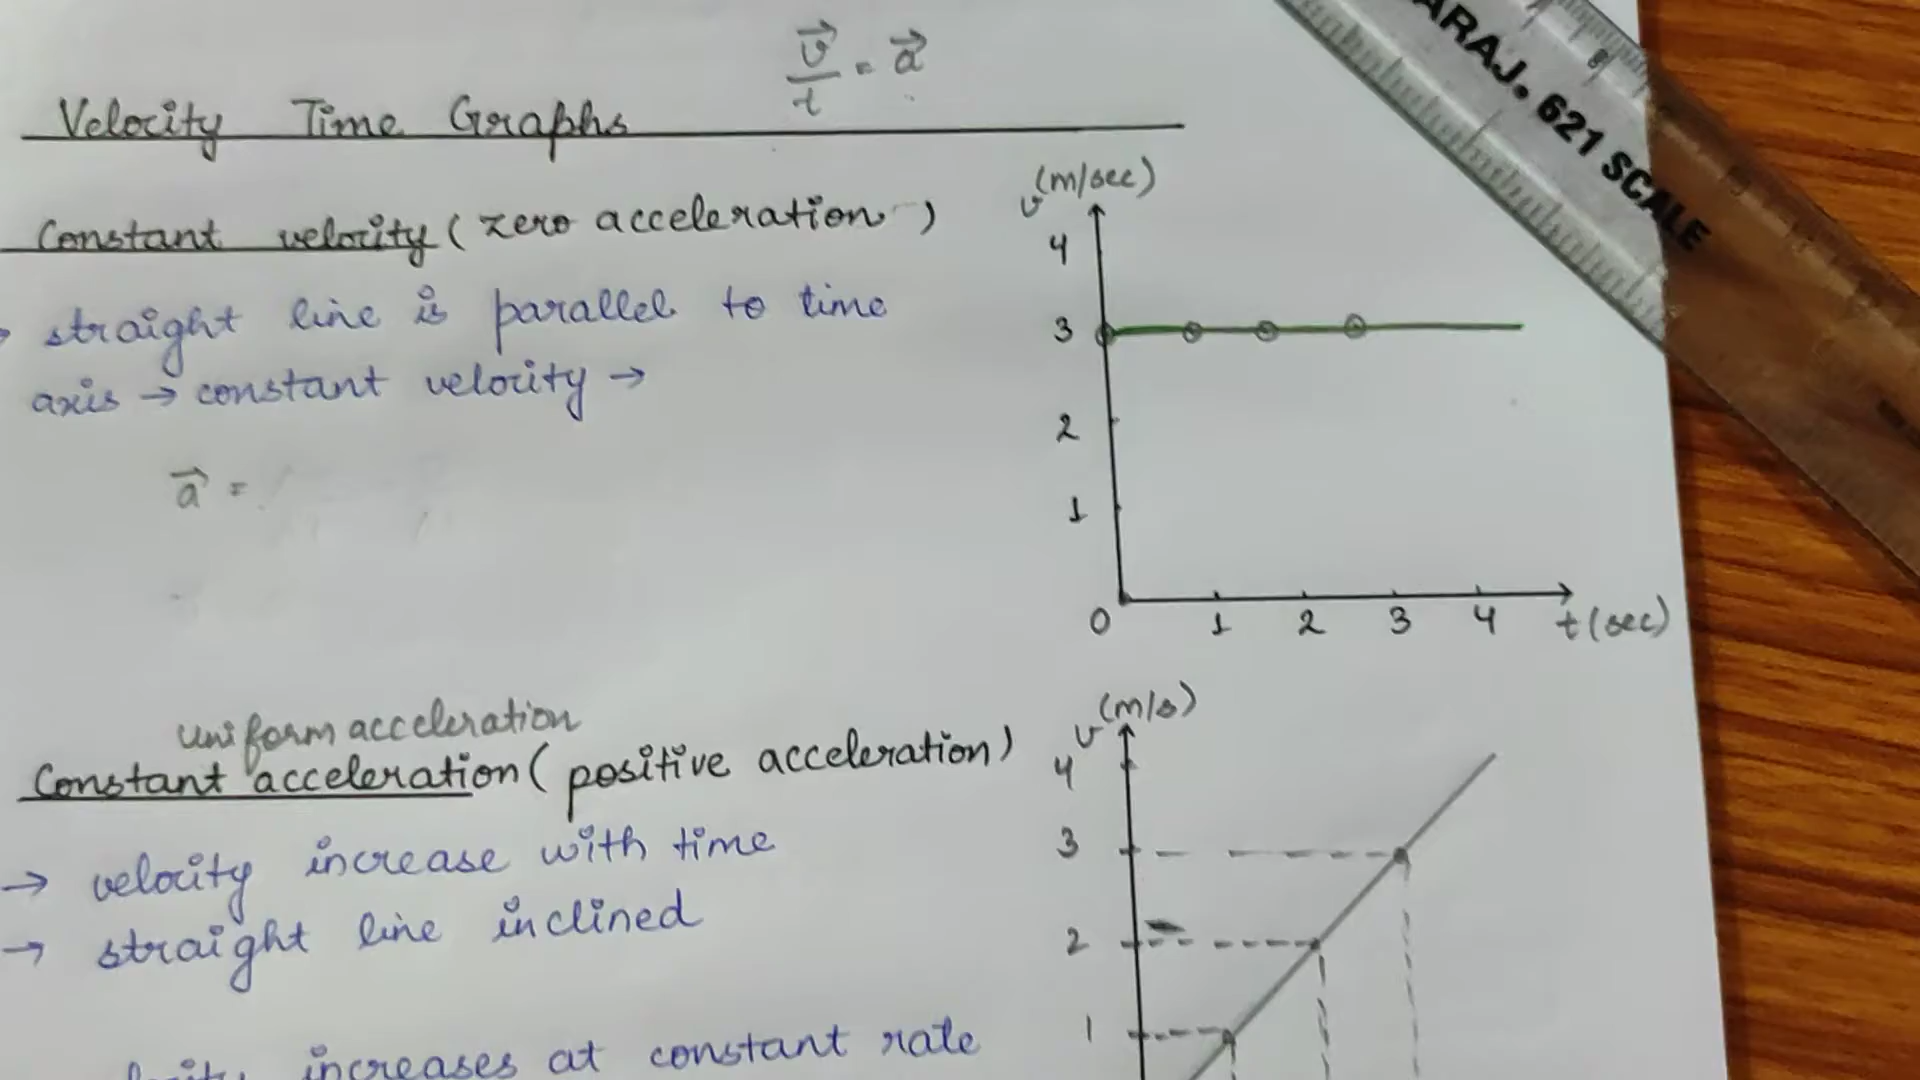 v⃗/t = a⃗
Velocity Time Graphs
Constant velocity (zero acceleration)
straight line is parallel to time
axis → constant velocity →
a⃗ =
v (m/sec)
4
3
2
1
0 1 2 3 4 t (sec)
ARAJ. 621 SCALE
uniform acceleration
Constant acceleration (positive acceleration)
→ velocity increase with time
→ straight line inclined
increases at constant rate
v (m/s)
4
3
2
1